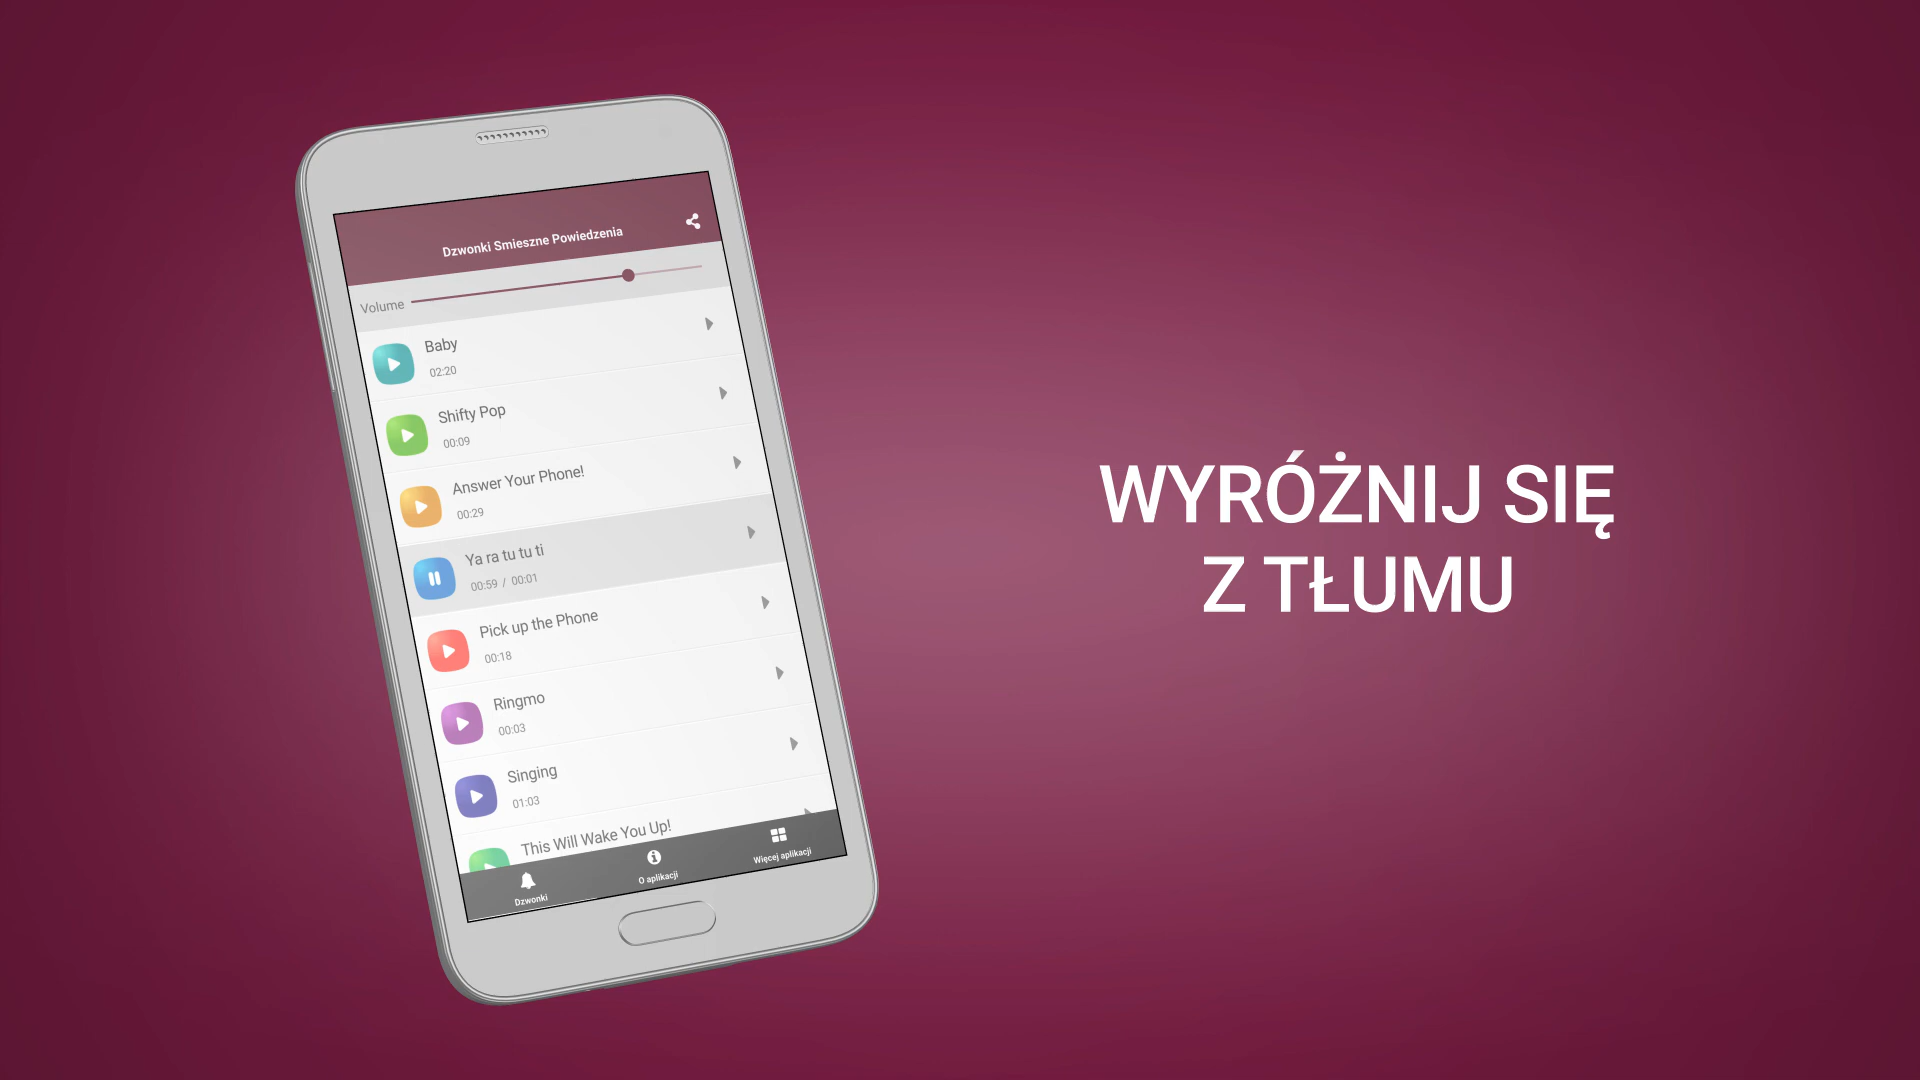 Dzwonki Smieszne Powiedzenia
Volume
Baby
02:20
Shifty Pop
00:09
Answer Your Phone!
00:29
Ya ra tu tu ti
00:59 / 00:01
Pick up the Phone
00:18
Ringmo
00:03
Singing
01:03
This Will Wake You Up!
Dzwonki
O aplikacji
Więcej aplikacji
WYRÓŻNIJ SIĘ
Z TŁUMU